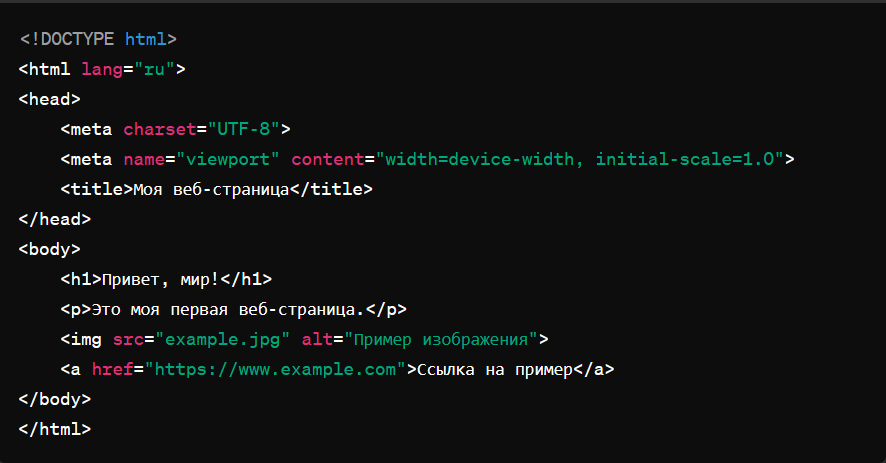 <!DOCTYPE html>
<html lang="ru">
<head>
    <meta charset="UTF-8">
    <meta name="viewport" content="width=device-width, initial-scale=1.0">
    <title>Моя веб-страница</title>
</head>
<body>
    <h1>Привет, мир!</h1>
    <p>Это моя первая веб-страница.</p>
    <img src="example.jpg" alt="Пример изображения">
    <a href="https://www.example.com">Ссылка на пример</a>
</body>
</html>